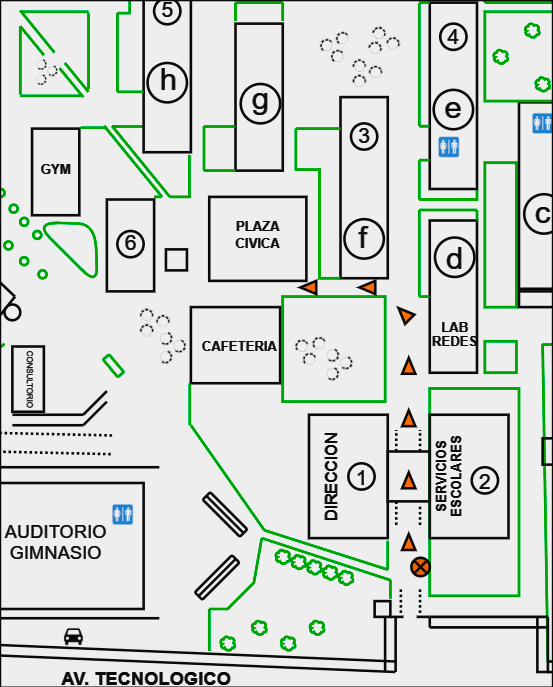 5
h
g
4
e
3
f
GYM
6
PLAZA
CIVICA
c
d
LAB
REDES
CAFETERIA
CONSULTORIO
DIRECCION
1
SERVICIOS
ESCOLARES
2
AUDITORIO
GIMNASIO
AV. TECNOLOGICO